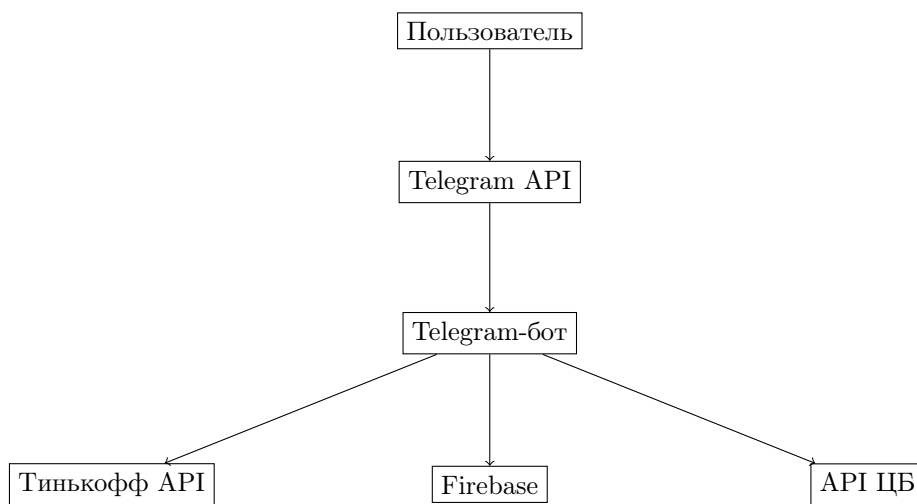 Пользователь
Telegram API
Telegram-бот
Тинькофф API
Firebase
API ЦБ